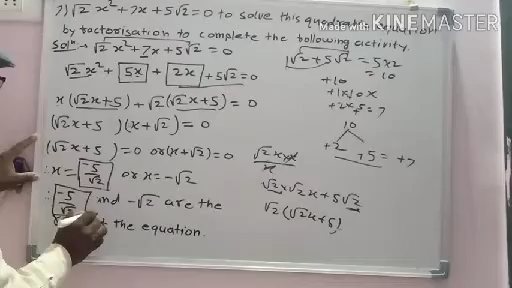 7) √2 x² + 7x + 5√2 = 0 to solve this quadratic equation
by factorisation to complete the following activity.
Solⁿ - √2 x² + 7x + 5√2 = 0
√2 x² + 5x + 2x + 5√2 = 0
x(√2x+5) + √2(√2x+5) = 0
(√2x+5)(x+√2) = 0
(√2x+5) = 0 or (x+√2) = 0
∴ x = -5/√2 or x = -√2
∴ -5/√2 and -√2 are the
the equation.
√2 + 5√2 = 5×2
= 10
+10
+1×10 x
+2×5 = 7
10
+2 +5 = +7
√2x × x
x
√2×√2x + 5√2
√2(√2x+5)
Made with KINEMASTER